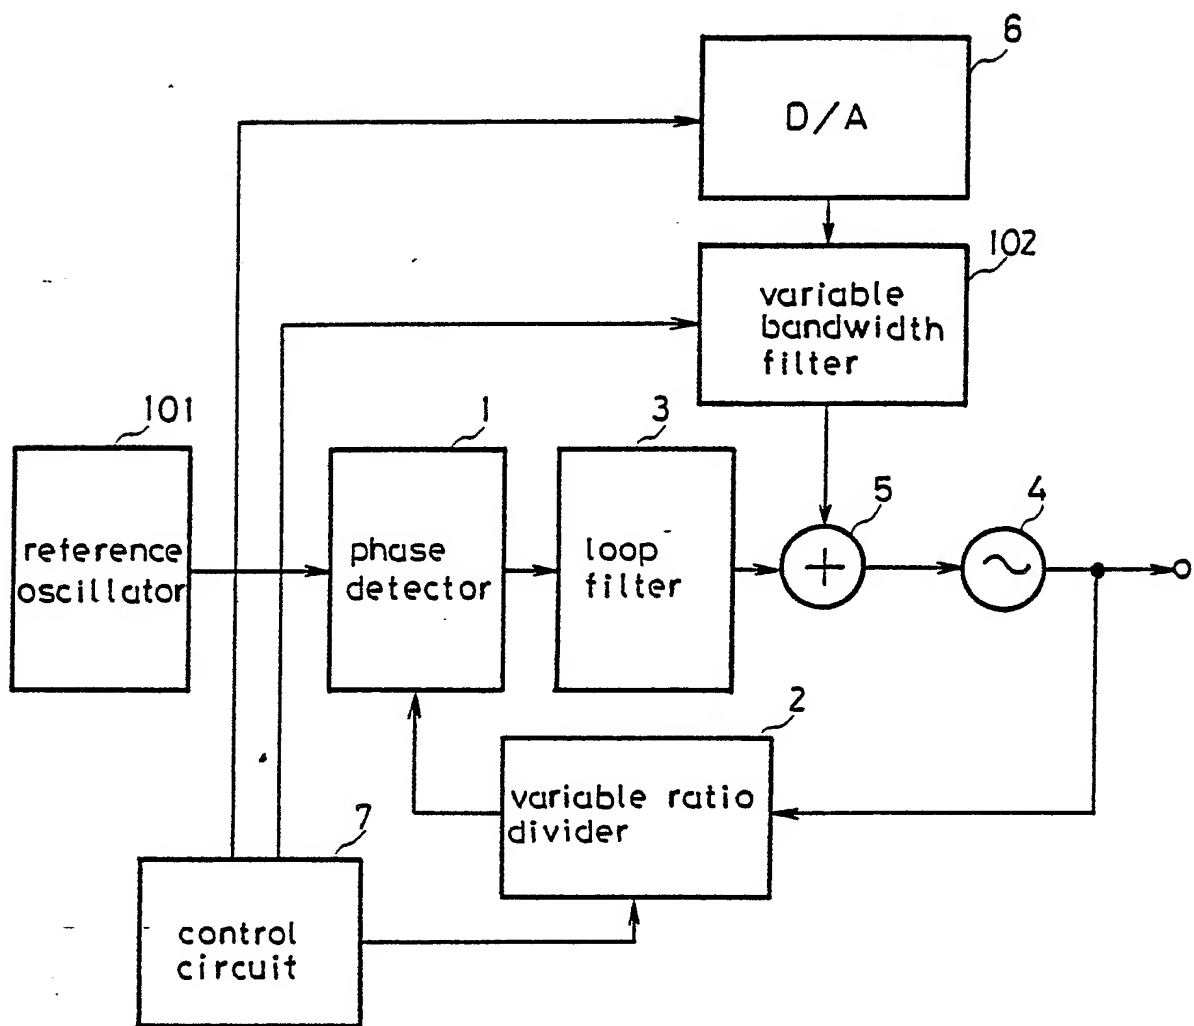 6
D/A
102
variable
bandwidth
filter
101
1
3
5
4
reference
oscillator
phase
detector
loop
filter
+
2
variable ratio
divider
7
control
circuit